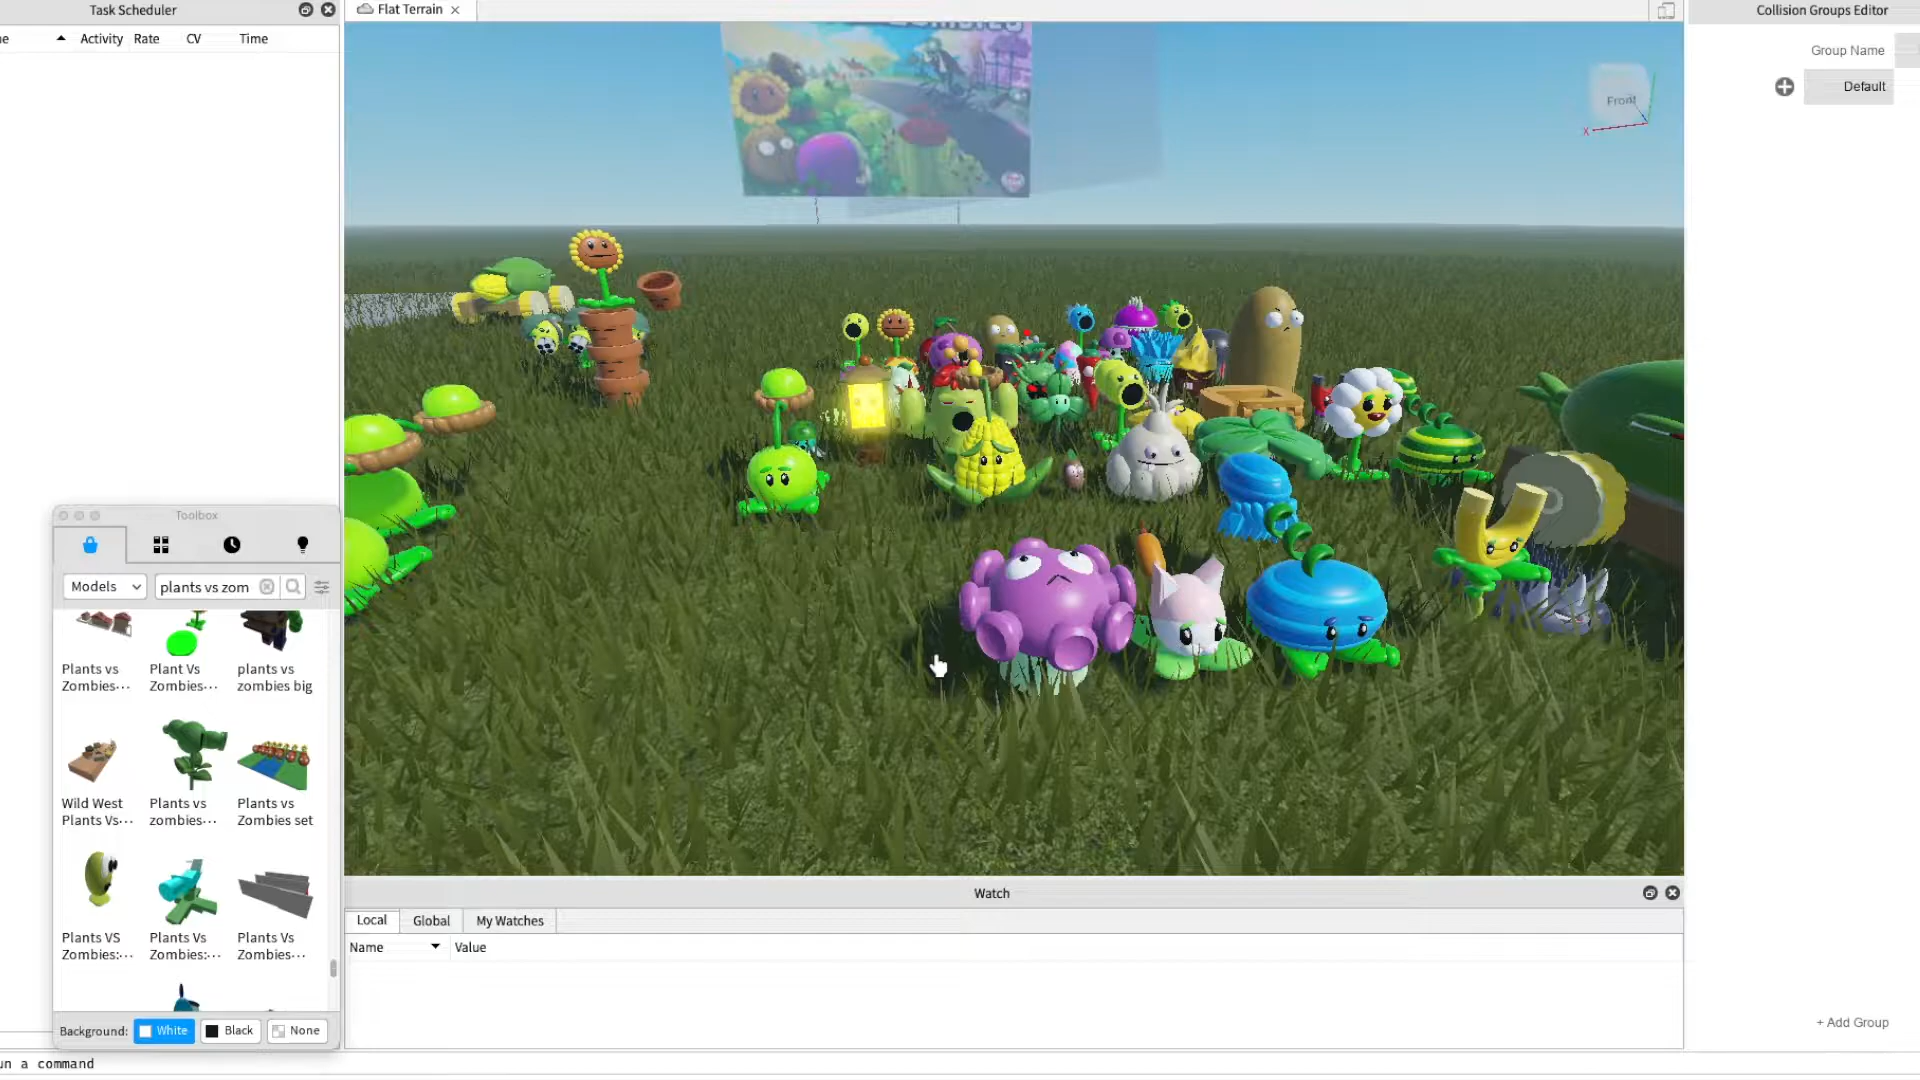 Task Scheduler
Flat Terrain
Collision Groups Editor
Activity Rate CV Time
Group Name
Default
Front
X
Toolbox
Models
plants vs zom
Plants vs
Zombies...
Plant Vs
Zombies...
plants vs
zombies big
Wild West
Plants Vs...
Plants vs
zombies...
Plants vs
Zombies set
Plants VS
Zombies:...
Plants Vs
Zombies:...
Plants Vs
Zombies...
Background: White Black None
Watch
Local Global My Watches
Name Value
+ Add Group
un a command